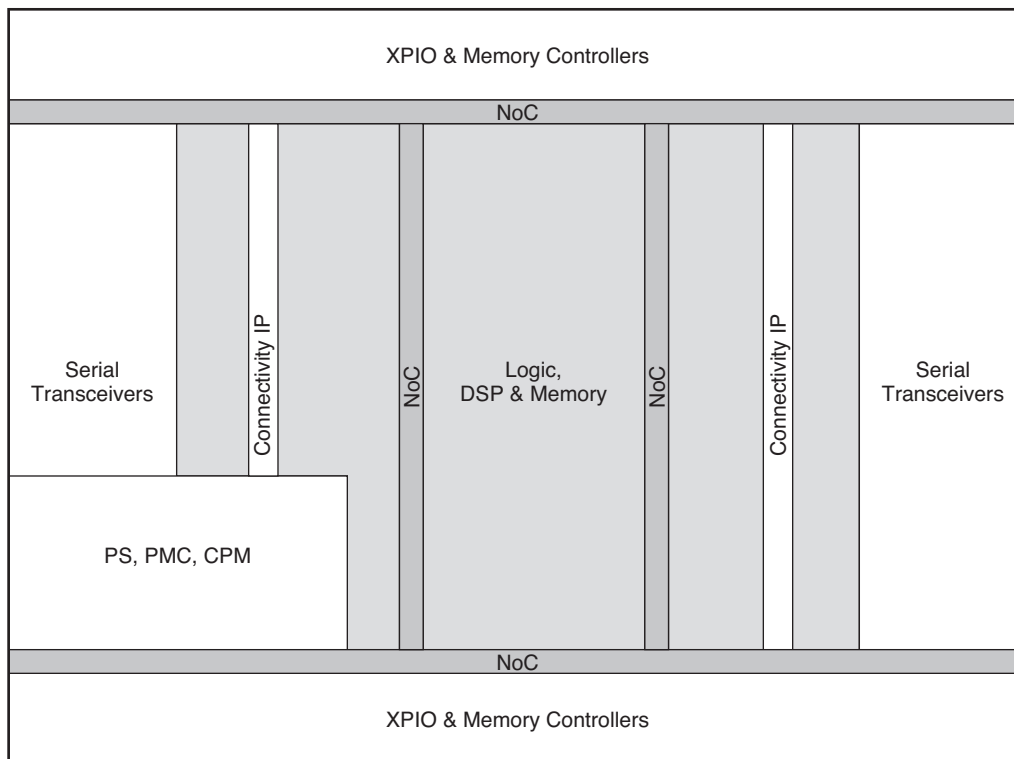 XPIO & Memory Controllers
NoC
Serial
Transceivers
Connectivity IP
NoC
Logic,
DSP & Memory
NoC
Connectivity IP
Serial
Transceivers
PS, PMC, CPM
NoC
XPIO & Memory Controllers